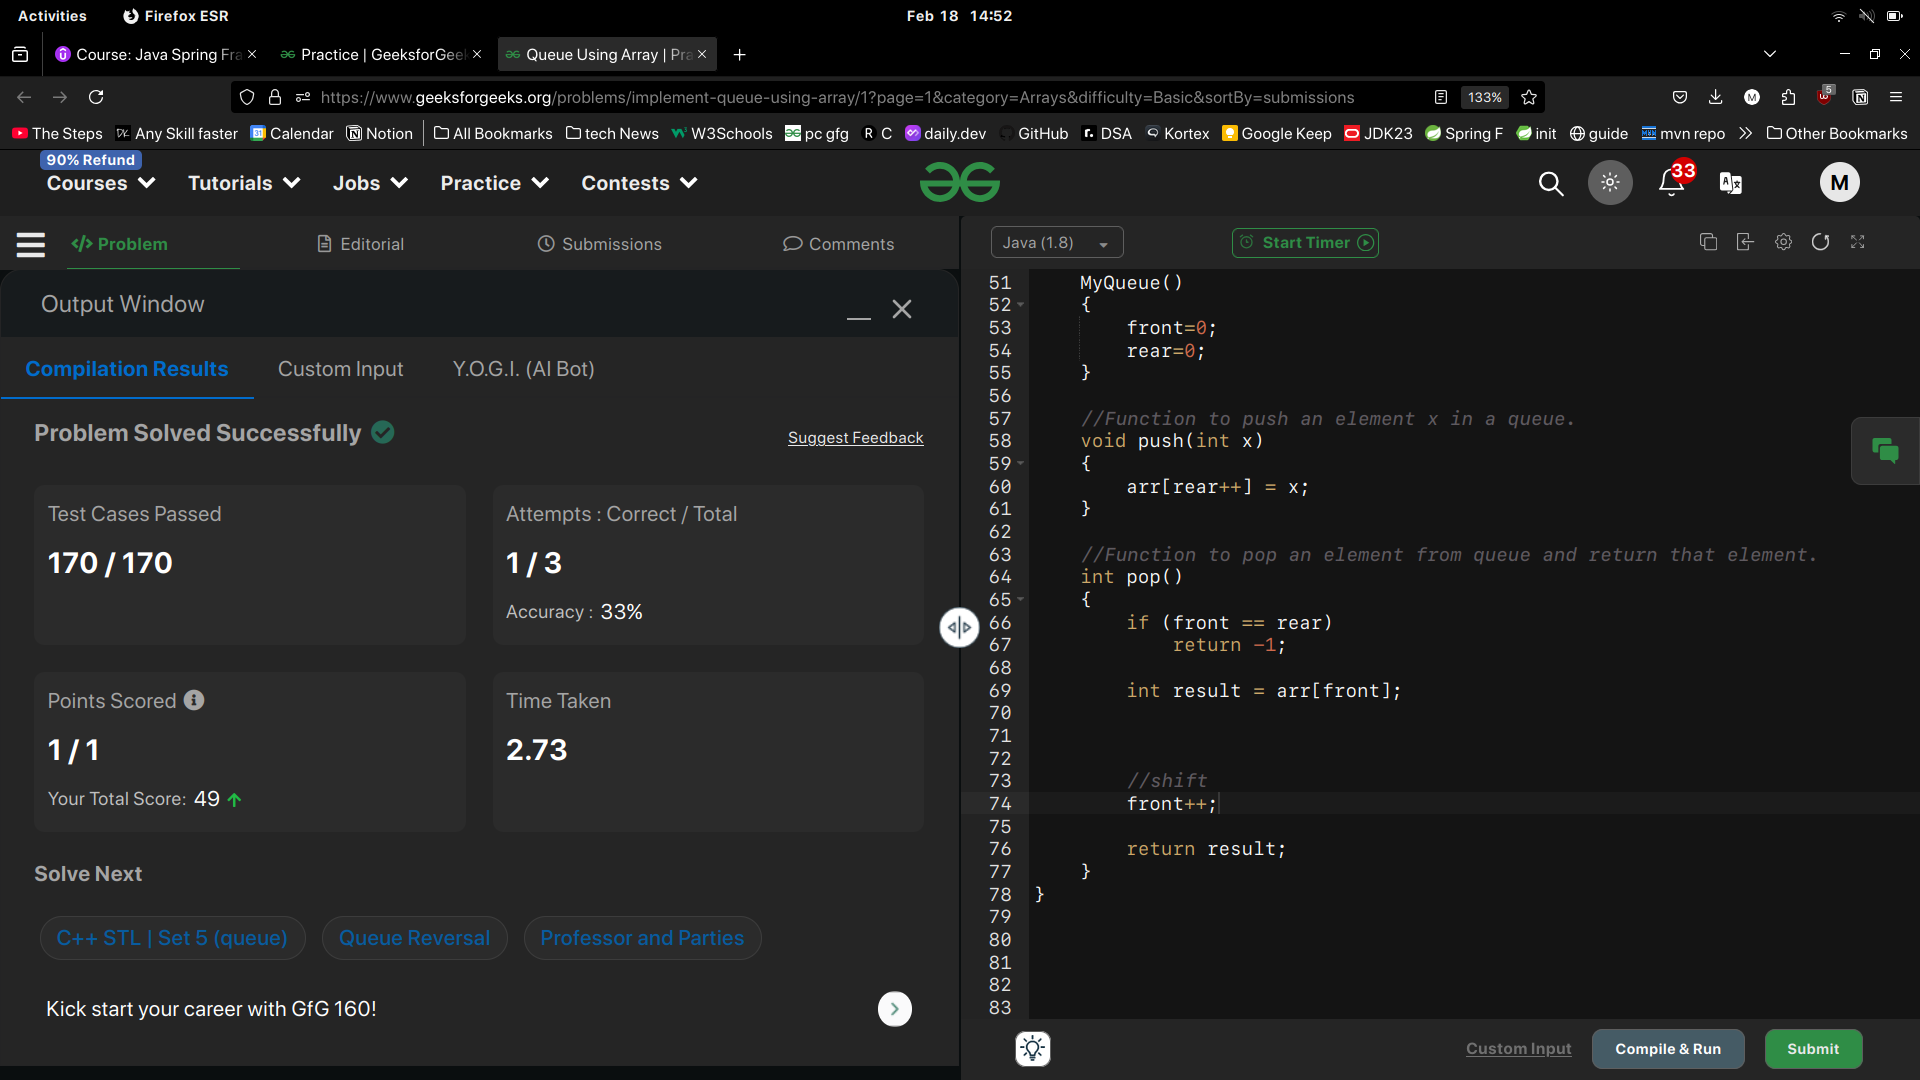 Activities Firefox ESR Feb 18 14:52
Course: Java Spring Fra Practice | GeeksforGeek Queue Using Array | Pra
https://www.geeksforgeeks.org/problems/implement-queue-using-array/1?page=1&category=Arrays&difficulty=Basic&sortBy=submissions 133% M 5
The Steps Any Skill faster Calendar Notion All Bookmarks tech News W3Schools pc gfg C daily.dev GitHub DSA Kortex Google Keep JDK23 Spring F init guide mvn repo Other Bookmarks
90% Refund
Courses Tutorials Jobs Practice Contests 33 M
</> Problem Editorial Submissions Comments
Java (1.8) Start Timer
Output Window
Compilation Results Custom Input Y.O.G.I. (AI Bot)
Problem Solved Successfully
Suggest Feedback
Test Cases Passed
170 / 170
Attempts : Correct / Total
1 / 3
Accuracy : 33%
Points Scored
1 / 1
Your Total Score: 49
Time Taken
2.73
Solve Next
C++ STL | Set 5 (queue) Queue Reversal Professor and Parties
Kick start your career with GfG 160!
51 MyQueue()
52 {
53 front=0;
54 rear=0;
55 }
56
57 //Function to push an element x in a queue.
58 void push(int x)
59 {
60 arr[rear++] = x;
61 }
62
63 //Function to pop an element from queue and return that element.
64 int pop()
65 {
66 if (front == rear)
67 return -1;
68
69 int result = arr[front];
70
71
72
73 //shift
74 front++;
75
76 return result;
77 }
78 }
79
80
81
82
83
Custom Input Compile & Run Submit